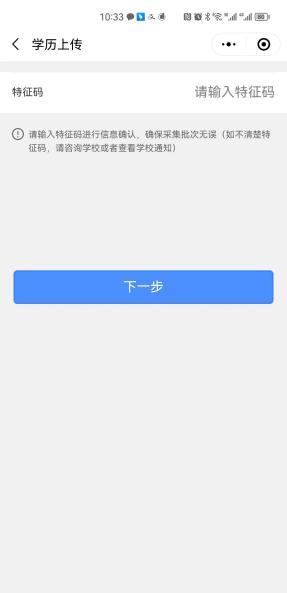 10:33
80
学历上传
特征码
请输入特征码
请输入特征码进行信息确认，确保采集批次无误（如不清楚特
征码，请咨询学校或者查看学校通知）
下一步